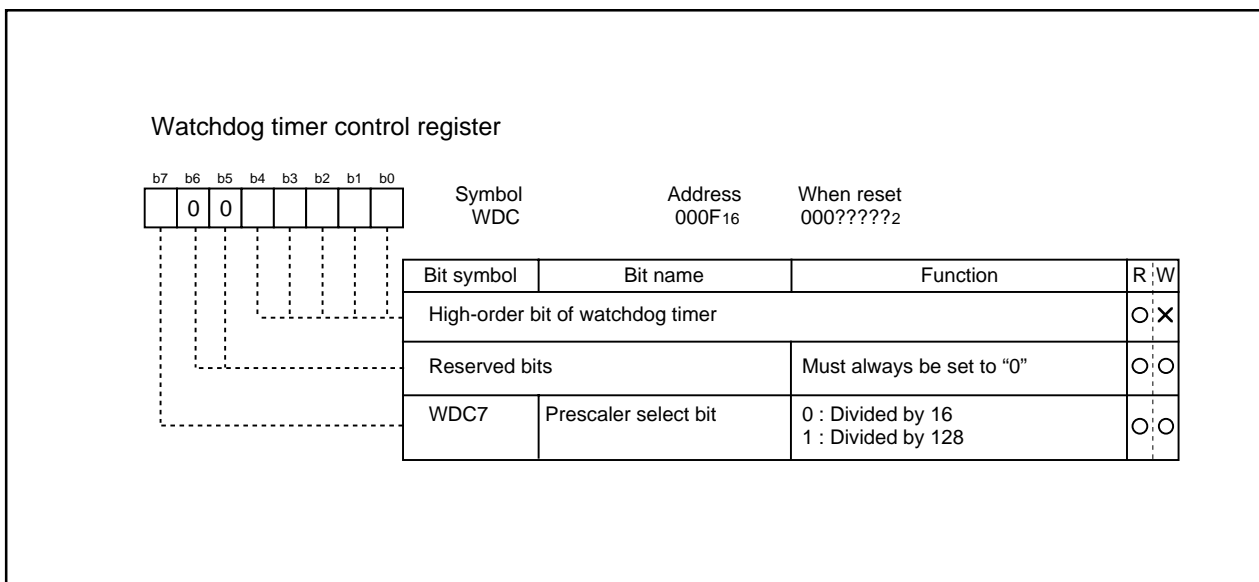 Watchdog timer control register
b7 b6 b5 b4 b3 b2 b1 b0
0 0
Symbol Address When reset
WDC 000F16 000?????2
Bit symbol Bit name Function R W
High-order bit of watchdog timer
Reserved bits Must always be set to “0”
WDC7 Prescaler select bit 0 : Divided by 16
1 : Divided by 128